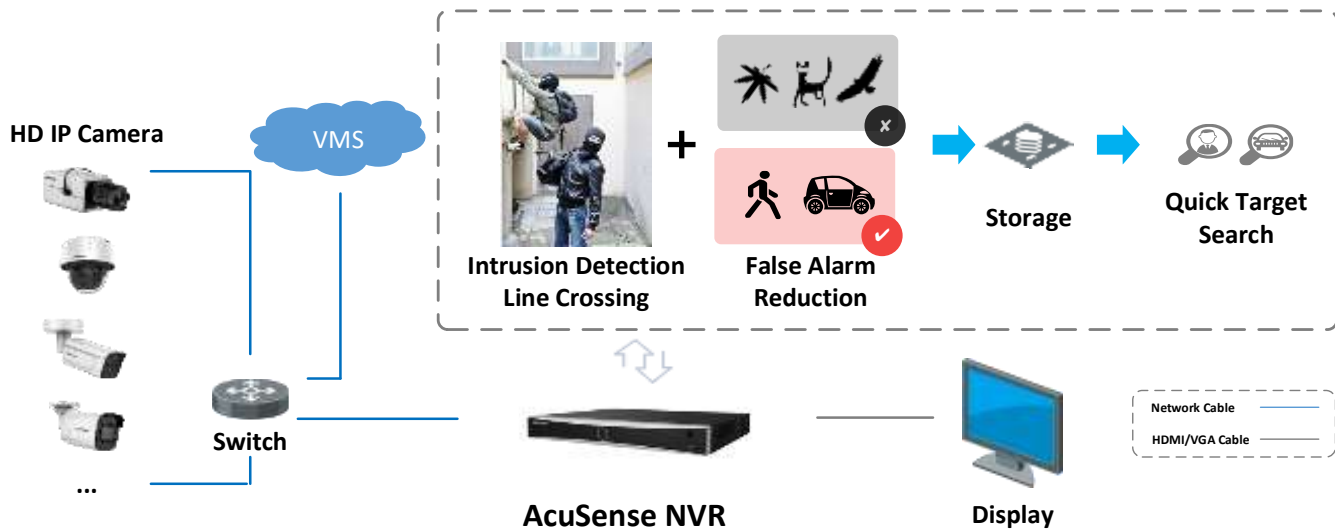 HD IP Camera
VMS
Intrusion Detection
Line Crossing
False Alarm
Reduction
Storage
Quick Target
Search
Switch
...
AcuSense NVR
Display
Network Cable
HDMI/VGA Cable